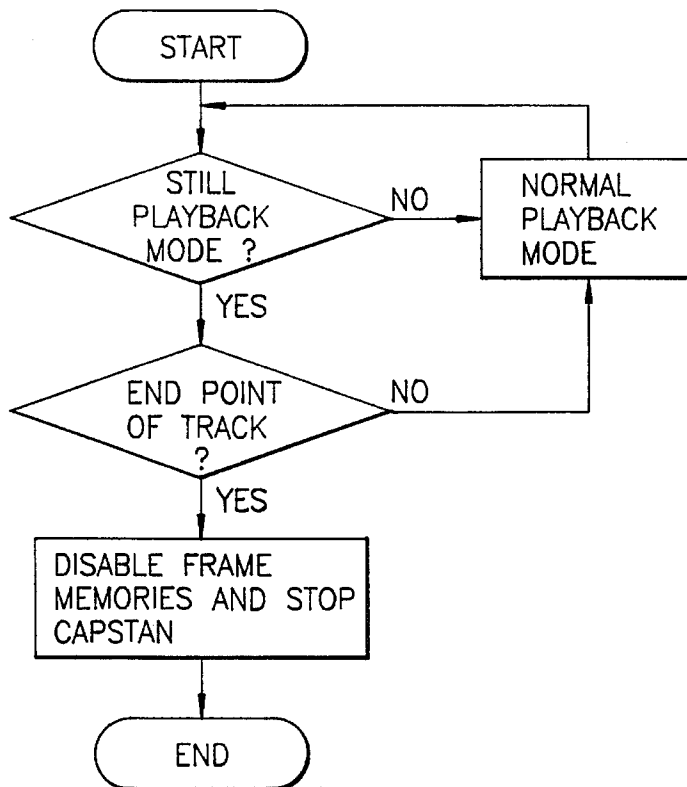 START
STILL
PLAYBACK
MODE ?
NO
NORMAL
PLAYBACK
MODE
YES
END POINT
OF TRACK
?
NO
YES
DISABLE FRAME
MEMORIES AND STOP
CAPSTAN
END